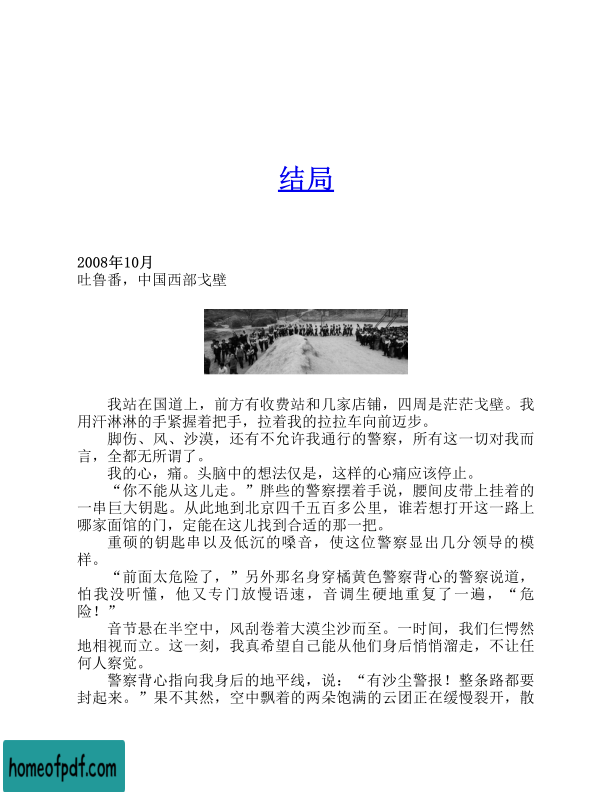 结局
2008年10月
吐鲁番，中国西部戈壁
我站在国道上，前方有收费站和几家店铺，四周是茫茫戈壁。我
用汗淋淋的手紧握着把手，拉着我的拉拉车向前迈步。
脚伤、风、沙漠，还有不允许我通行的警察，所有这一切对我而
言，全都无所谓了。
我的心，痛。头脑中的想法仅是，这样的心痛应该停止。
“你不能从这儿走。”胖些的警察摆着手说，腰间皮带上挂着的
一串巨大钥匙。从此地到北京四千五百多公里，谁若想打开这一路上
哪家面馆的门，定能在这儿找到合适的那一把。
重硕的钥匙串以及低沉的嗓音，使这位警察显出几分领导的模
样。
“前面太危险了，”另外那名身穿橘黄色警察背心的警察说道，
怕我没听懂，他又专门放慢语速，音调生硬地重复了一遍，“危
险！”
音节悬在半空中，风刮卷着大漠尘沙而至。一时间，我们仨愕然
地相视而立。这一刻，我真希望自己能从他们身后悄悄溜走，不让任
何人察觉。
警察背心指向我身后的地平线，说：“有沙尘警报！整条路都要
封起来。”果不其然，空中飘着的两朵饱满的云团正在缓慢裂开，散
homeofpdf.com